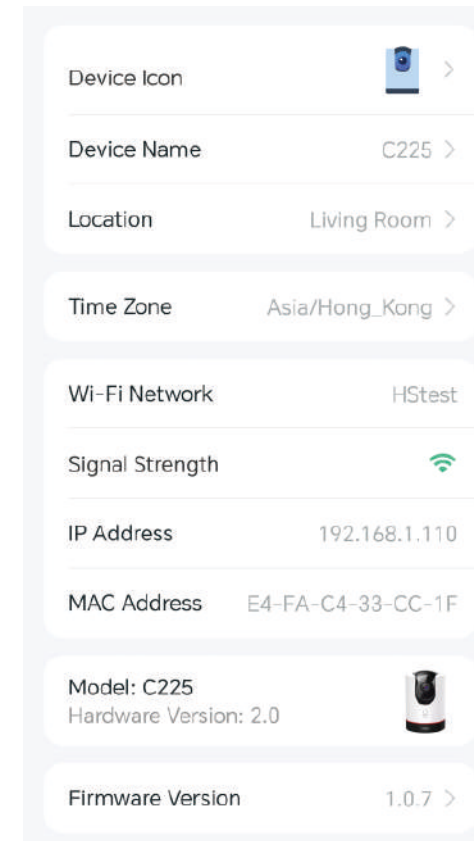 Device Icon
Device Name C225
Location Living Room
Time Zone Asia/Hong_Kong
Wi-Fi Network HStest
Signal Strength
IP Address 192.168.1.110
MAC Address E4-FA-C4-33-CC-1F
Model: C225
Hardware Version: 2.0
Firmware Version 1.0.7